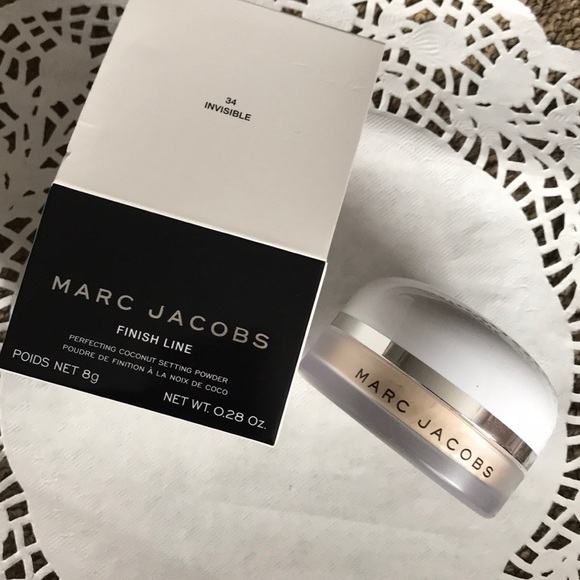 34
INVISIBLE
MARC JACOBS
FINISH LINE
PERFECTING COCONUT SETTING POWDER
POUDRE DE FINITION À LA NOIX DE COCO
POIDS NET 8g
NET WT. 0.28 Oz.
MARC JACOBS